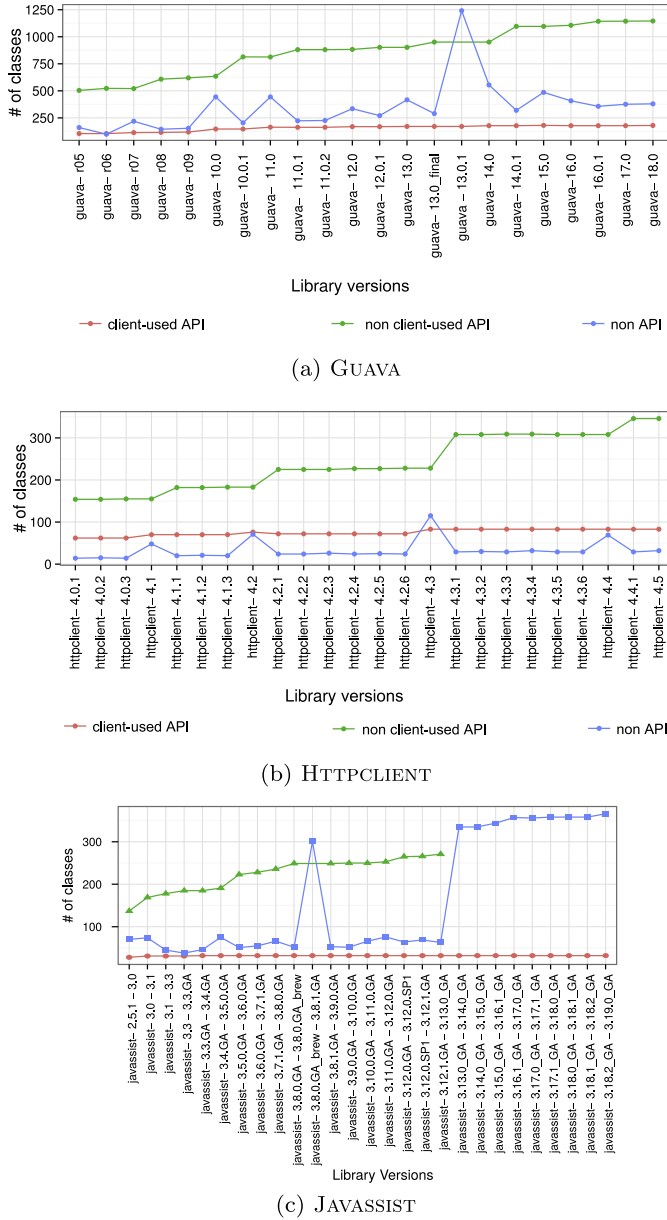 1250
1000
750
500
250
# of classes
guava– r05
guava– r06
guava– r07
guava– r08
guava– r09
guava– 10.0
guava– 10.0.1
guava– 11.0
guava– 11.0.1
guava– 11.0.2
guava– 12.0
guava– 12.0.1
guava– 13.0
guava– 13.0_final
guava – 13.0.1
guava– 14.0
guava– 14.0.1
guava– 15.0
guava– 16.0
guava– 16.0.1
guava– 17.0
guava– 18.0
Library versions
client-used API non client-used API non API
(a) GUAVA
300
200
100
0
# of classes
httpclient– 4.0.1
httpclient– 4.0.2
httpclient– 4.0.3
httpclient– 4.1
httpclient– 4.1.1
httpclient– 4.1.2
httpclient– 4.1.3
httpclient– 4.2
httpclient– 4.2.1
httpclient– 4.2.2
httpclient– 4.2.3
httpclient– 4.2.4
httpclient– 4.2.5
httpclient– 4.2.6
httpclient– 4.3
httpclient– 4.3.1
httpclient– 4.3.2
httpclient– 4.3.3
httpclient– 4.3.4
httpclient– 4.3.5
httpclient– 4.3.6
httpclient– 4.4
httpclient– 4.4.1
httpclient– 4.5
Library versions
client-used API non client-used API non API
(b) HTTPCLIENT
300
200
100
# of classes
javassist– 2.5.1 – 3.0
javassist– 3.0 – 3.1
javassist– 3.1 – 3.3
javassist– 3.3 – 3.3.GA
javassist– 3.3.GA – 3.4.GA
javassist– 3.4.GA – 3.5.0.GA
javassist– 3.5.0.GA – 3.6.0.GA
javassist– 3.6.0.GA – 3.7.1.GA
javassist– 3.7.1.GA – 3.8.0.GA
javassist– 3.8.0.GA – 3.8.0.GA_brew
javassist– 3.8.0.GA_brew – 3.8.1.GA
javassist– 3.8.1.GA – 3.9.0.GA
javassist– 3.9.0.GA – 3.10.0.GA
javassist– 3.10.0.GA – 3.11.0.GA
javassist– 3.11.0.GA – 3.12.0.GA
javassist– 3.12.0.GA – 3.12.0.SP1
javassist– 3.12.0.SP1 – 3.12.1.GA
javassist– 3.12.1.GA – 3.13.0_GA
javassist– 3.13.0_GA – 3.14.0_GA
javassist– 3.14.0_GA – 3.15.0_GA
javassist– 3.15.0_GA – 3.16.1_GA
javassist– 3.16.1_GA – 3.17.0_GA
javassist– 3.17.0_GA – 3.17.1_GA
javassist– 3.17.1_GA – 3.18.0_GA
javassist– 3.18.0_GA – 3.18.1_GA
javassist– 3.18.1_GA – 3.18.2_GA
javassist– 3.18.2_GA – 3.19.0_GA
Library Versions
(c) JAVASSIST